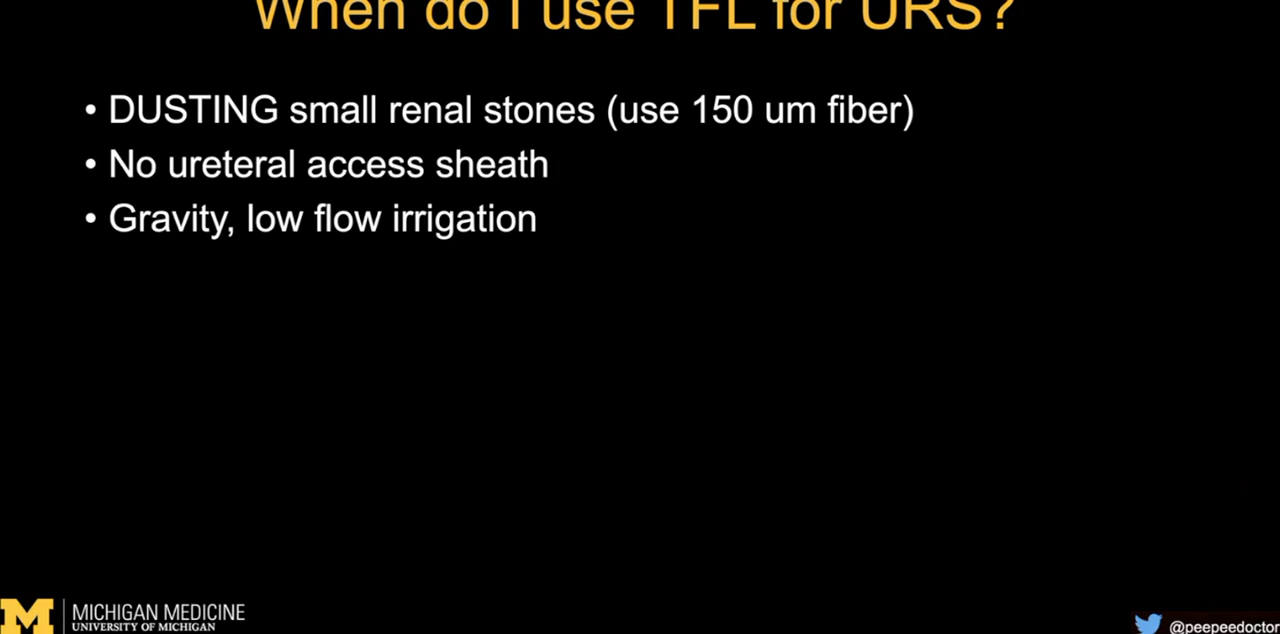 When do I use TFL for URS?
• DUSTING small renal stones (use 150 um fiber)
• No ureteral access sheath
• Gravity, low flow irrigation
M MICHIGAN MEDICINE
UNIVERSITY OF MICHIGAN
@peepeedoctor